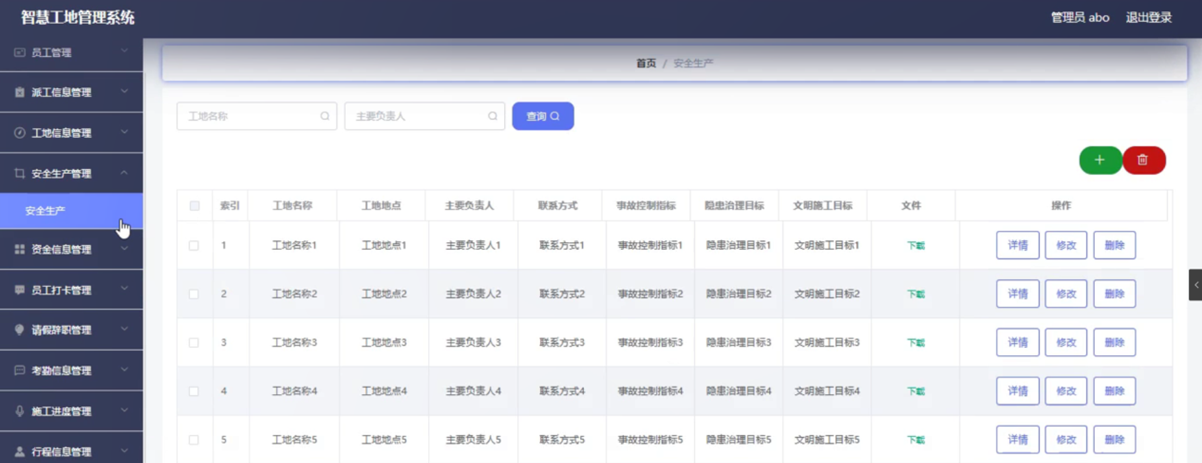 智慧工地管理系统
管理员 abo 退出登录
员工管理
派工信息管理
工地信息管理
安全生产管理
安全生产
资金信息管理
员工打卡管理
请假辞职管理
考勤信息管理
施工进度管理
行程信息管理
首页 / 安全生产
工地名称 主要负责人 查询
索引 工地名称 工地地点 主要负责人 联系方式 事故控制指标 隐患治理目标 文明施工目标 文件 操作
1 工地名称1 工地地点1 主要负责人1 联系方式1 事故控制指标1 隐患治理目标1 文明施工目标1 下载 详情 修改 删除
2 工地名称2 工地地点2 主要负责人2 联系方式2 事故控制指标2 隐患治理目标2 文明施工目标2 下载 详情 修改 删除
3 工地名称3 工地地点3 主要负责人3 联系方式3 事故控制指标3 隐患治理目标3 文明施工目标3 下载 详情 修改 删除
4 工地名称4 工地地点4 主要负责人4 联系方式4 事故控制指标4 隐患治理目标4 文明施工目标4 下载 详情 修改 删除
5 工地名称5 工地地点5 主要负责人5 联系方式5 事故控制指标5 隐患治理目标5 文明施工目标5 下载 详情 修改 删除